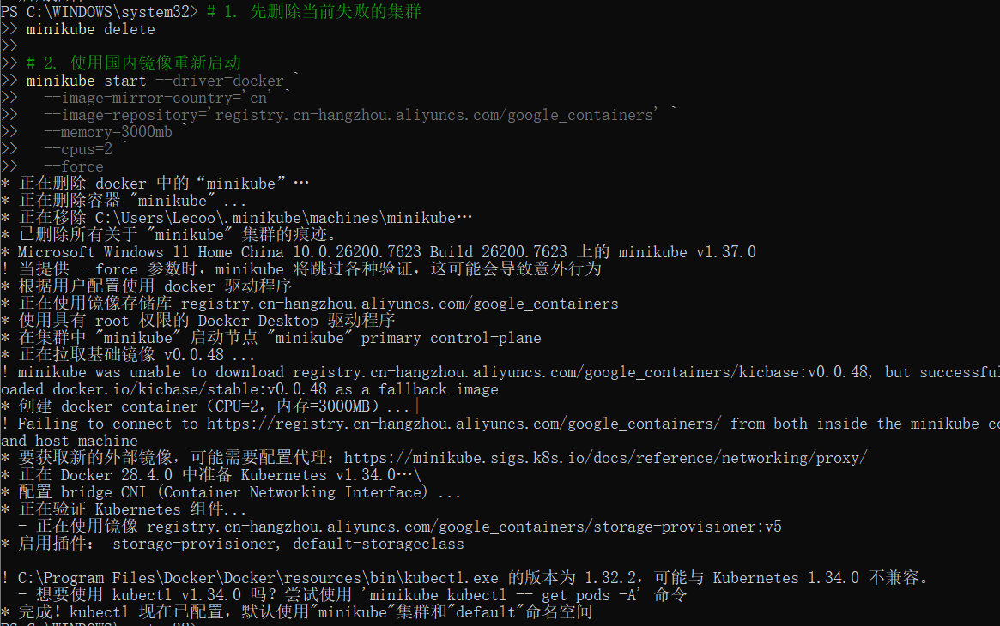 PS C:\WINDOWS\system32> # 1. 先删除当前失败的集群
>> minikube delete
>>
>> # 2. 使用国内镜像重新启动
>> minikube start --driver=docker `
>>   --image-mirror-country='cn' `
>>   --image-repository='registry.cn-hangzhou.aliyuncs.com/google_containers' `
>>   --memory=3000mb `
>>   --cpus=2 `
>>   --force
* 正在删除 docker 中的“minikube”…
* 正在删除容器 "minikube" ...
* 正在移除 C:\Users\Lecoo\.minikube\machines\minikube…
* 已删除所有关于 "minikube" 集群的痕迹。
* Microsoft Windows 11 Home China 10.0.26200.7623 Build 26200.7623 上的 minikube v1.37.0
! 当提供 --force 参数时，minikube 将跳过各种验证，这可能会导致意外行为
* 根据用户配置使用 docker 驱动程序
* 正在使用镜像存储库 registry.cn-hangzhou.aliyuncs.com/google_containers
* 使用具有 root 权限的 Docker Desktop 驱动程序
* 在集群中 "minikube" 启动节点 "minikube" primary control-plane
* 正在拉取基础镜像 v0.0.48 ...
! minikube was unable to download registry.cn-hangzhou.aliyuncs.com/google_containers/kicbase:v0.0.48, but successful
oaded docker.io/kicbase/stable:v0.0.48 as a fallback image
* 创建 docker container（CPU=2，内存=3000MB）...|
! Failing to connect to https://registry.cn-hangzhou.aliyuncs.com/google_containers/ from both inside the minikube co
and host machine
* 要获取新的外部镜像，可能需要配置代理：https://minikube.sigs.k8s.io/docs/reference/networking/proxy/
* 正在 Docker 28.4.0 中准备 Kubernetes v1.34.0…\
* 配置 bridge CNI (Container Networking Interface) ...
* 正在验证 Kubernetes 组件...
  - 正在使用镜像 registry.cn-hangzhou.aliyuncs.com/google_containers/storage-provisioner:v5
* 启用插件： storage-provisioner, default-storageclass
! C:\Program Files\Docker\Docker\resources\bin\kubectl.exe 的版本为 1.32.2，可能与 Kubernetes 1.34.0 不兼容。
  - 想要使用 kubectl v1.34.0 吗？尝试使用 'minikube kubectl -- get pods -A' 命令
* 完成！kubectl 现在已配置，默认使用"minikube"集群和"default"命名空间
PS C:\WINDOWS\system32>